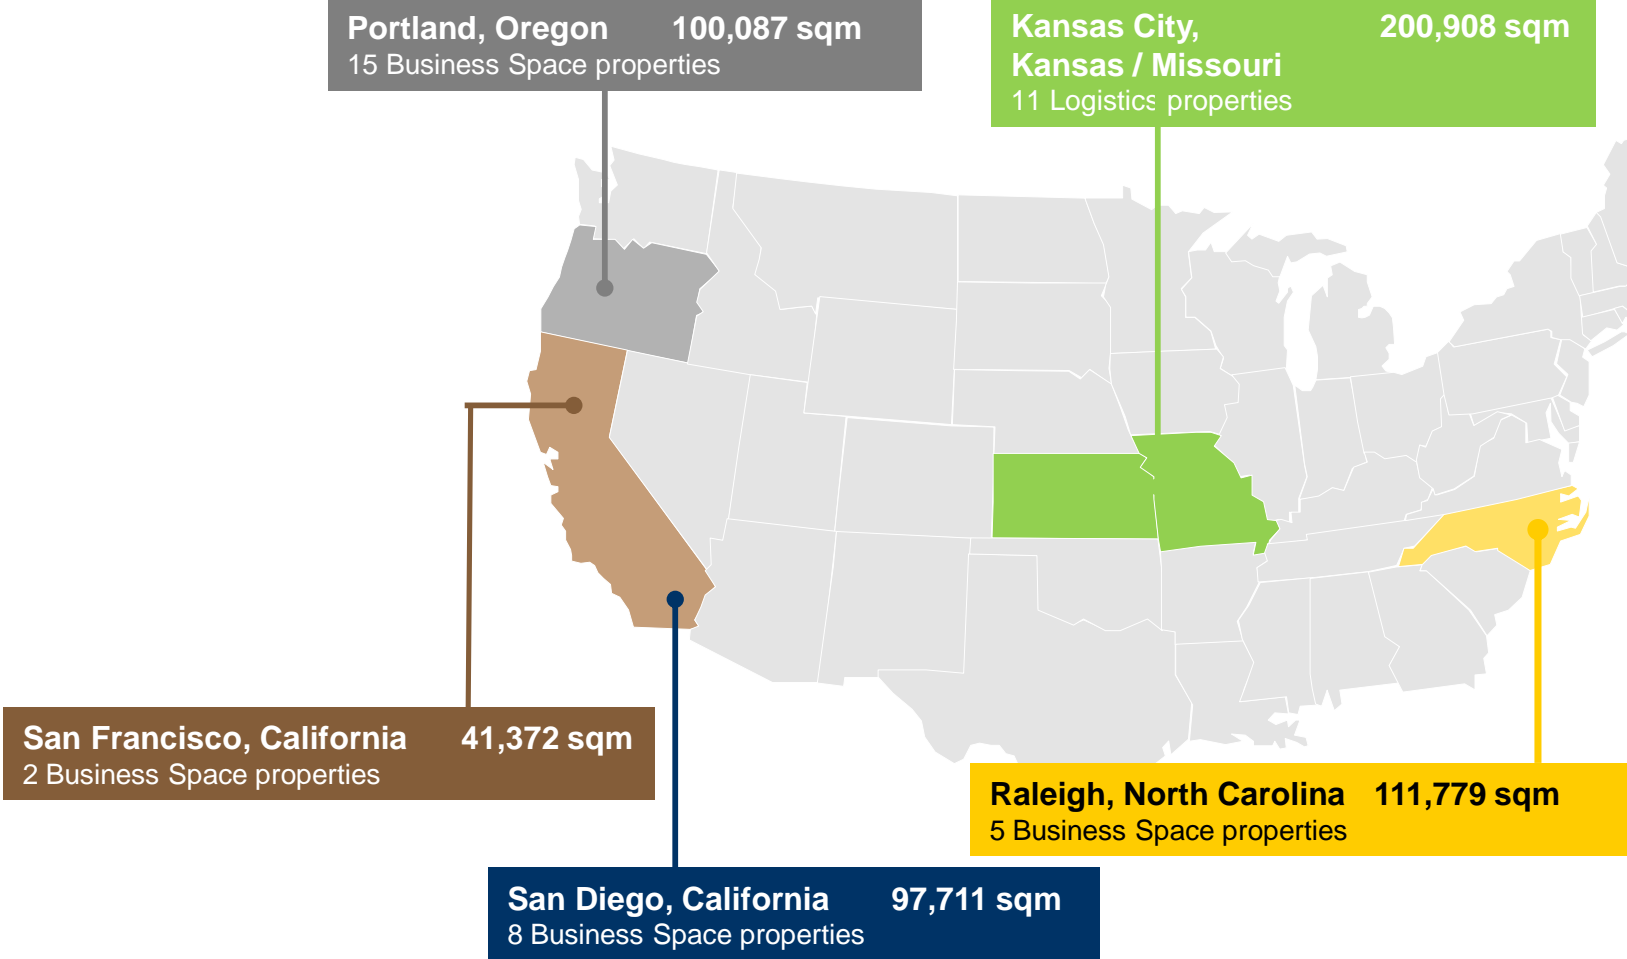 Portland, Oregon 100,087 sqm
15 Business Space properties
Kansas City, 200,908 sqm
Kansas / Missouri
11 Logistics properties
San Francisco, California 41,372 sqm
2 Business Space properties
Raleigh, North Carolina 111,779 sqm
5 Business Space properties
San Diego, California 97,711 sqm
8 Business Space properties